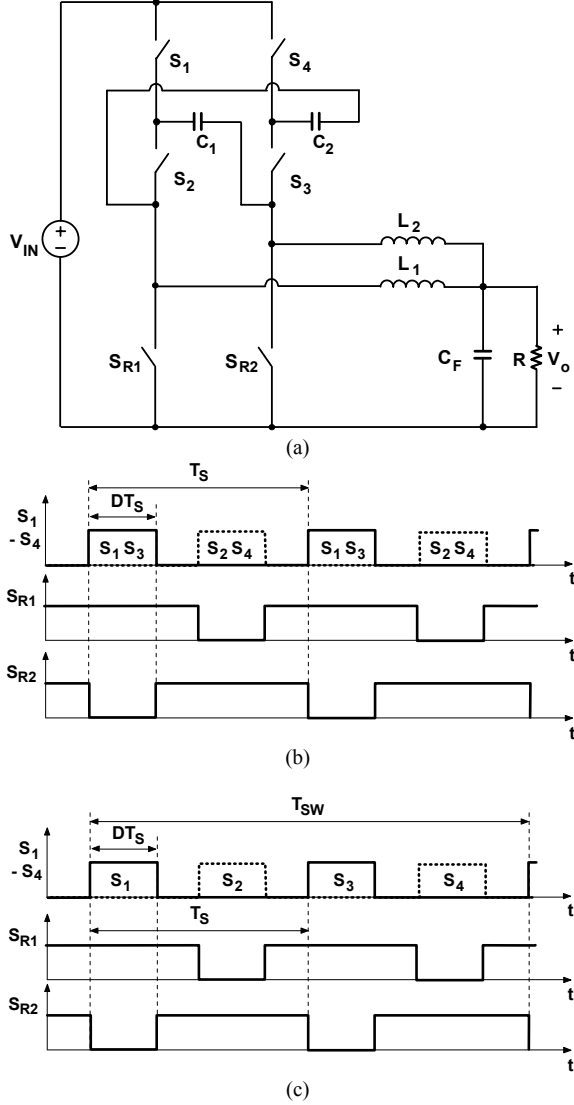 S1
S4
C1
C2
S2
S3
VIN
+
−
L2
L1
SR1
SR2
CF
R
+
Vo
−
(a)
TS
DTS
S1
- S4
S1 S3
S2 S4
S1 S3
S2 S4
t
SR1
t
SR2
t
(b)
TSW
DTS
S1
- S4
S1
S2
S3
S4
t
TS
SR1
t
SR2
t
(c)